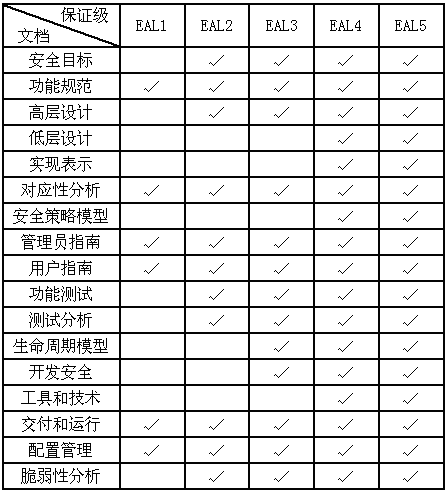 保证级 文档 EAL1 EAL2 EAL3 EAL4 EAL5
安全目标 ✓ ✓ ✓ ✓
功能规范 ✓ ✓ ✓ ✓ ✓
高层设计 ✓ ✓ ✓ ✓
低层设计 ✓ ✓
实现表示 ✓ ✓
对应性分析 ✓ ✓ ✓ ✓ ✓
安全策略模型 ✓ ✓
管理员指南 ✓ ✓ ✓ ✓ ✓
用户指南 ✓ ✓ ✓ ✓ ✓
功能测试 ✓ ✓ ✓ ✓
测试分析 ✓ ✓ ✓ ✓
生命周期模型 ✓ ✓ ✓
开发安全 ✓ ✓ ✓
工具和技术 ✓ ✓
交付和运行 ✓ ✓ ✓ ✓ ✓
配置管理 ✓ ✓ ✓ ✓ ✓
脆弱性分析 ✓ ✓ ✓ ✓